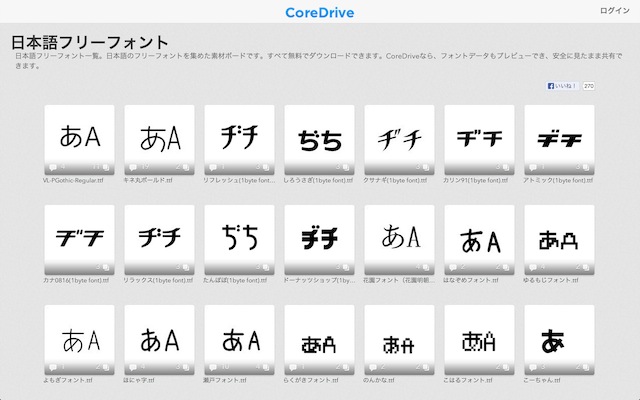 CoreDrive
ログイン
日本語フリーフォント
日本語フリーフォント一覧。日本語のフリーフォントを集めた素材ボードです。すべて無料でダウンロードできます。CoreDriveなら、フォントデータもプレビューでき、安全に見たまま共有で
きます。
いいね！ 270
あA あA ヂチ ぢち ヂチ ヂチ ヂチ
VL-PGothic-Regular.ttf キネ丸ボールド.ttf リフレッシュ(1byte font... しろうさぎ(1byte font).ttf クサナギ(1byte font).ttf カリン91(1byte font).ttf アトミック(1byte font).ttf
ヂチ ヂチ ぢち ヂチ あA あA あA
カナ0816(1byte font).ttf リラックス(1byte font).ttf たんぽぽ(1byte font).ttf ドーナッツショップ(1by... 花園フォント（花園明朝... はなぞめフォント.ttf ゆるもじフォント.ttf
あA あA あA あA あA あA あ
よもぎフォント.ttf ほにゃ字.ttf 瀬戸フォント.ttf らくがきフォント.ttf のんかな.ttf こはるフォント.ttf こーちゃん.ttf